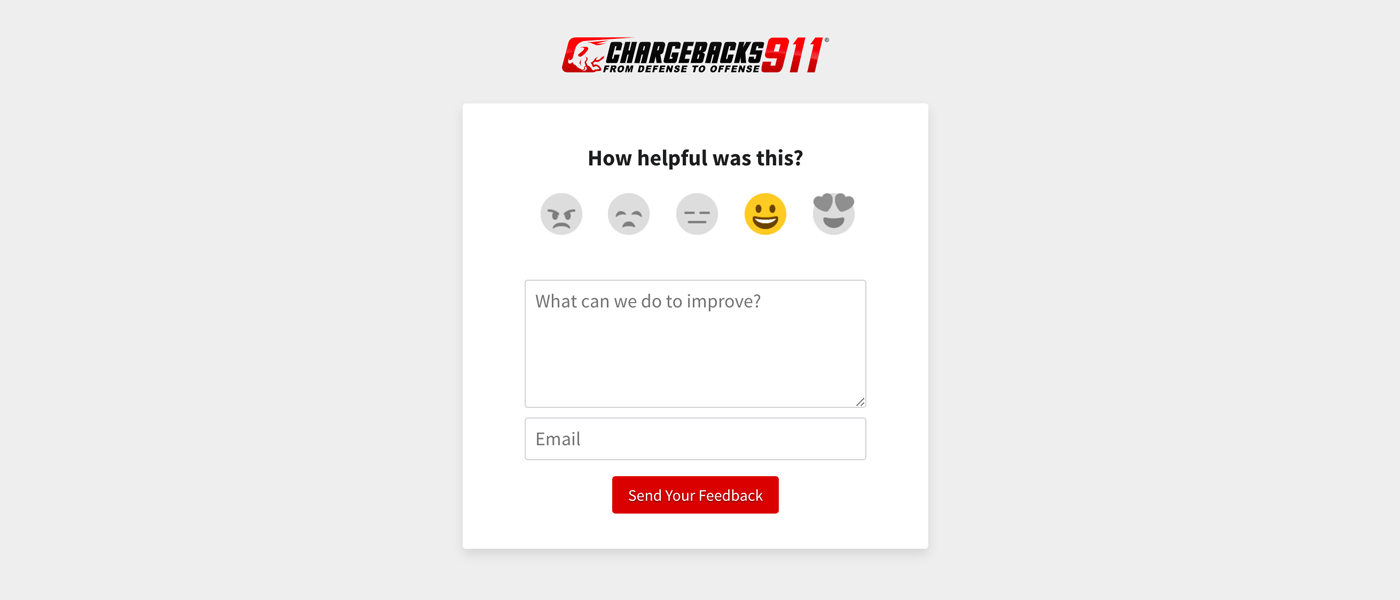 CHARGEBACKS911®
FROM DEFENSE TO OFFENSE
How helpful was this?
What can we do to improve?
Email
Send Your Feedback